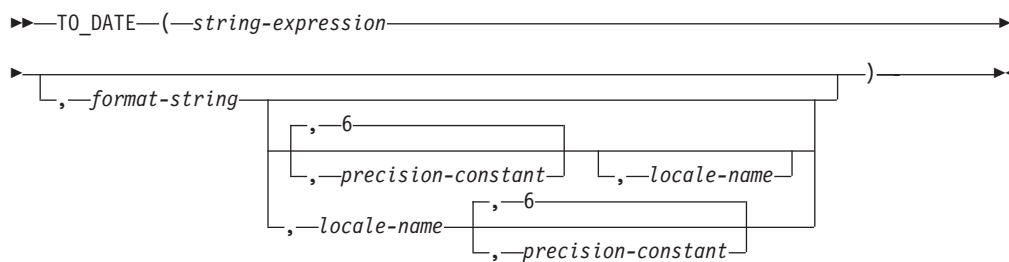 TO_DATE ( string-expression
)
, format-string
, 6
, precision-constant , locale-name
, 6
, locale-name
, precision-constant